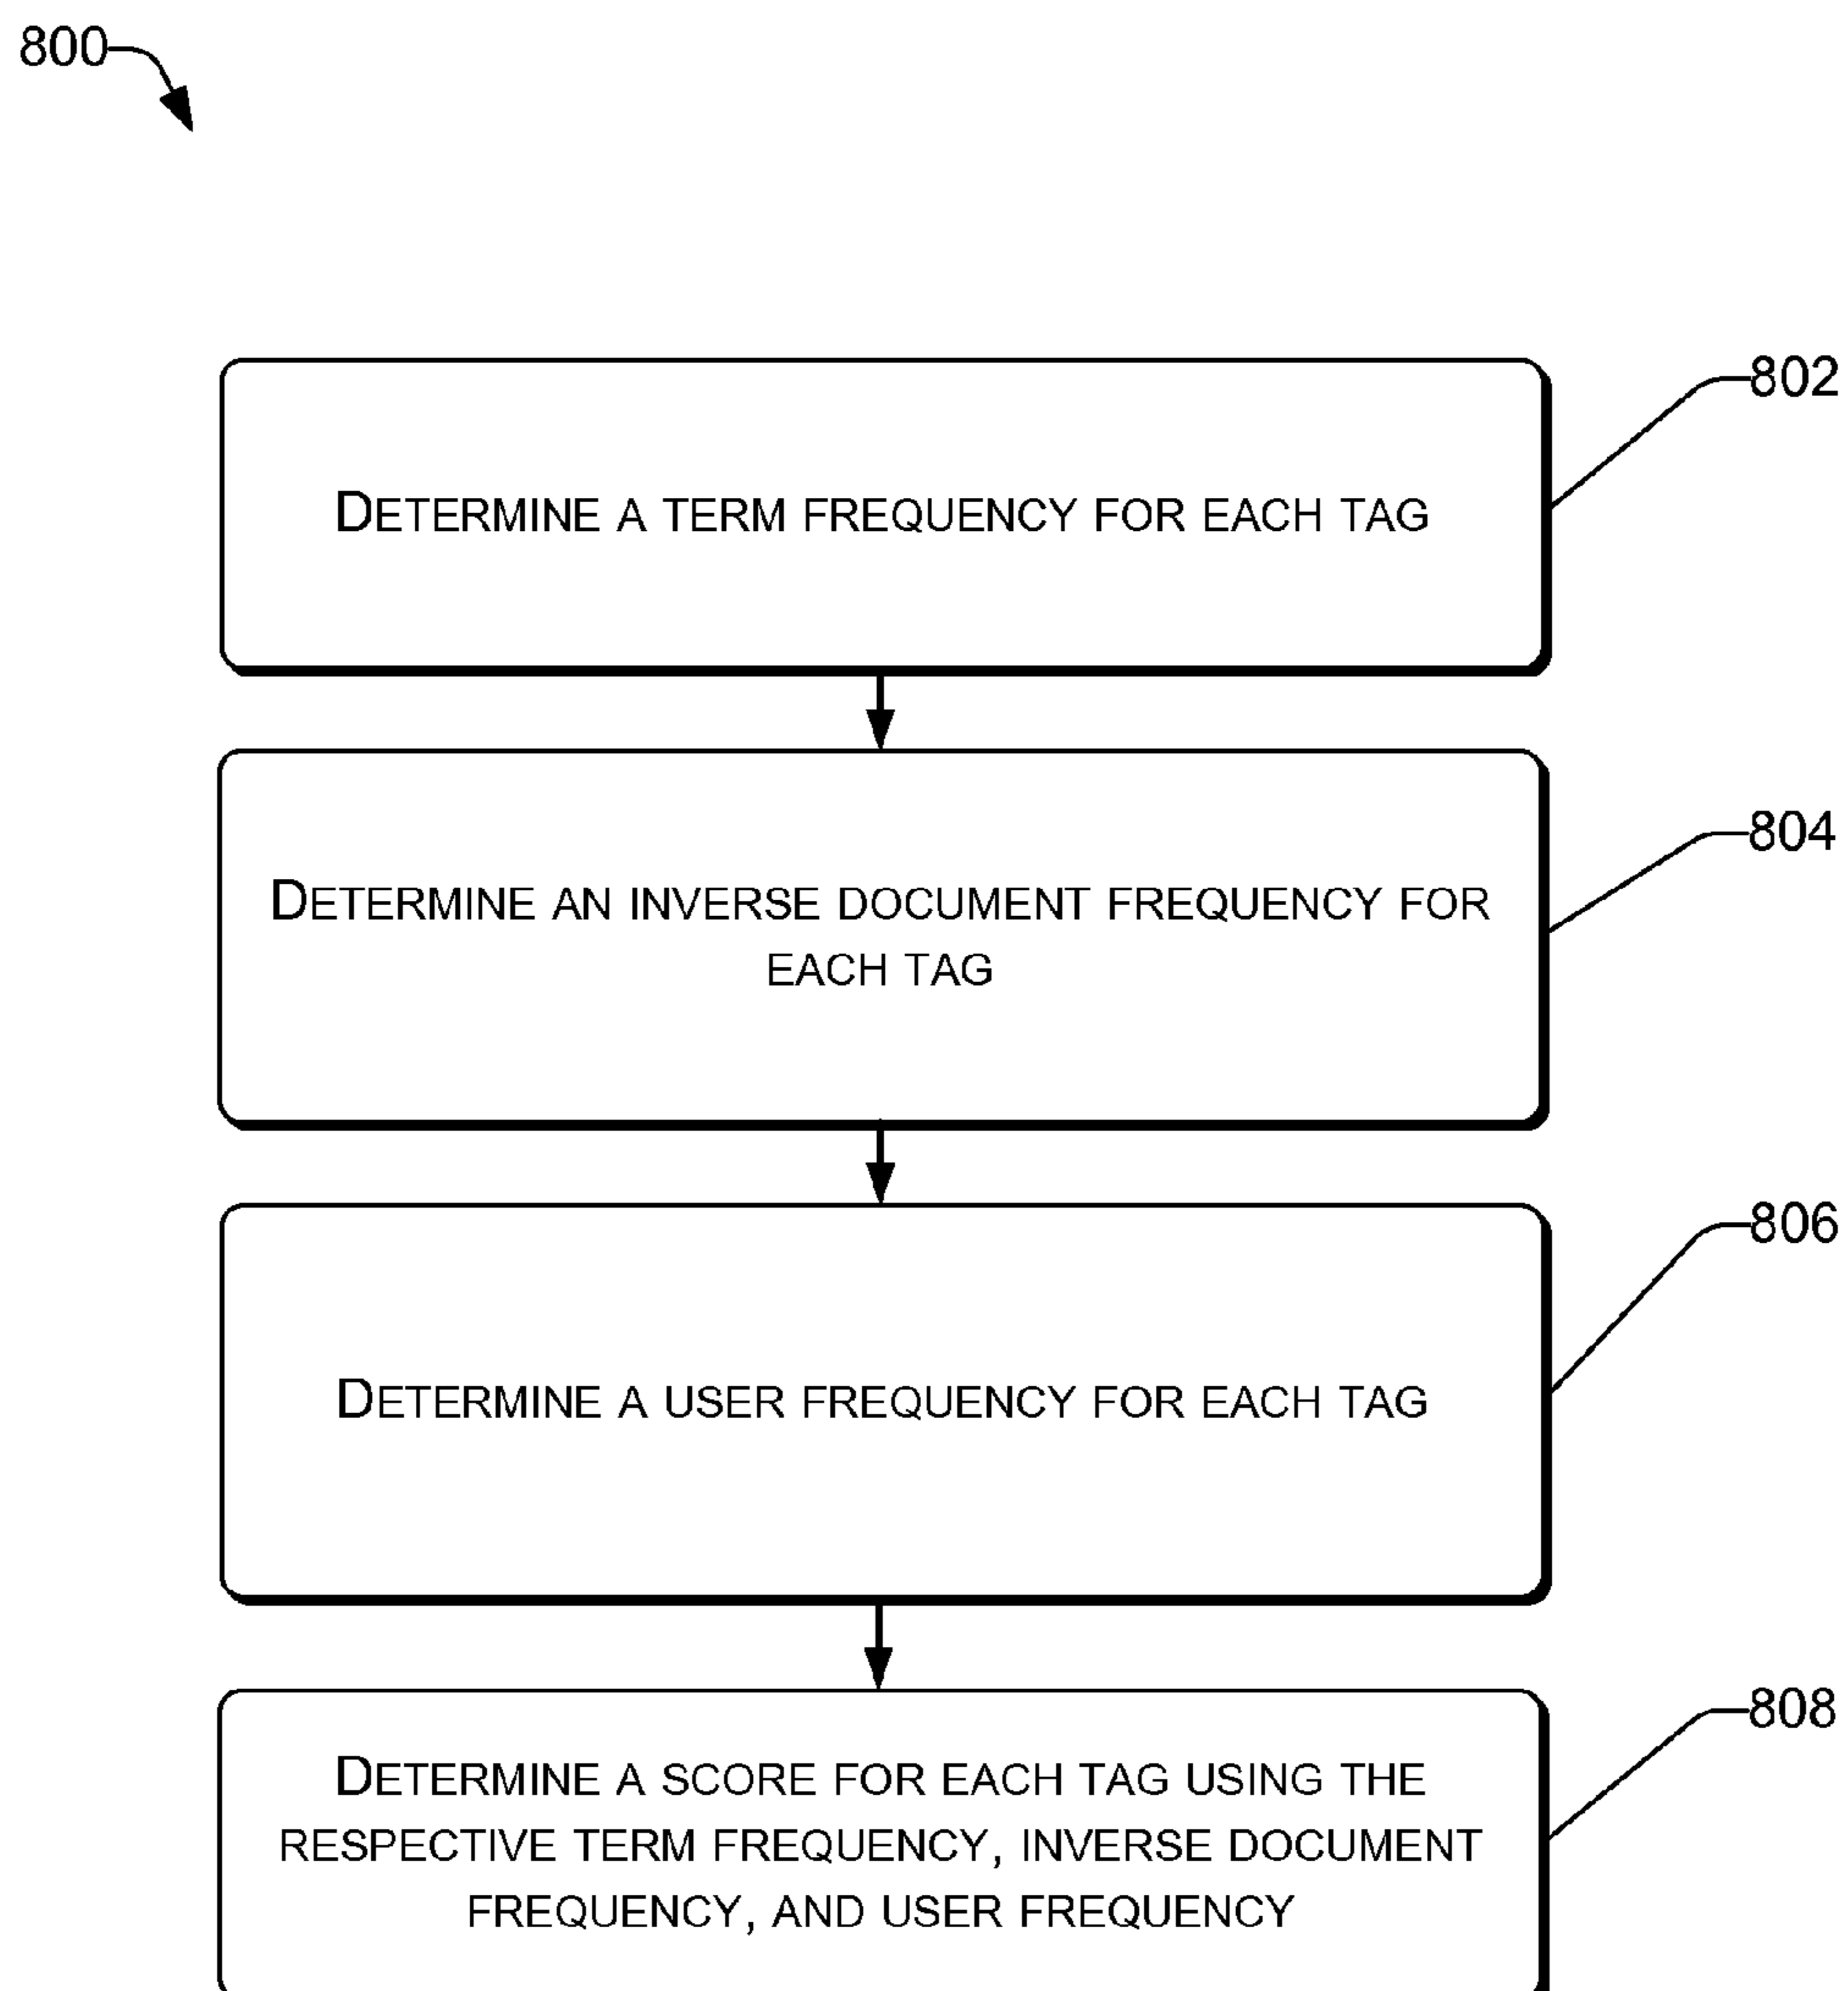 800
802
DETERMINE A TERM FREQUENCY FOR EACH TAG
804
DETERMINE AN INVERSE DOCUMENT FREQUENCY FOR
EACH TAG
806
DETERMINE A USER FREQUENCY FOR EACH TAG
808
DETERMINE A SCORE FOR EACH TAG USING THE
RESPECTIVE TERM FREQUENCY, INVERSE DOCUMENT
FREQUENCY, AND USER FREQUENCY